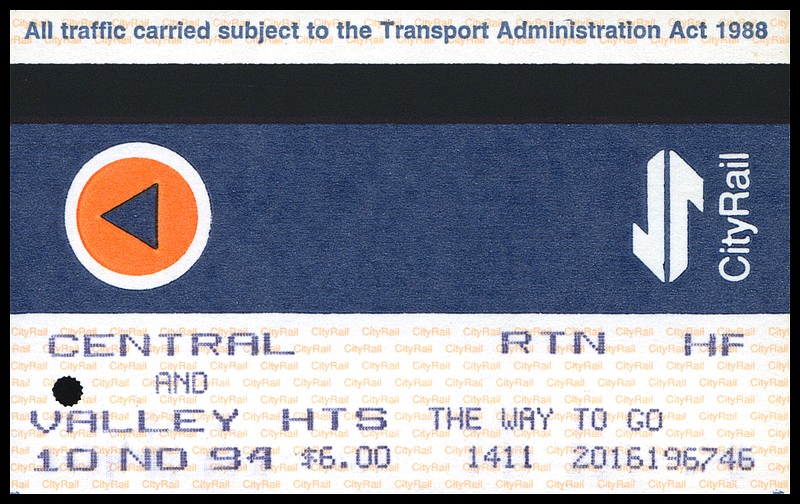 All traffic carried subject to the Transport Administration Act 1988
CityRail
CENTRAL RTN HF
AND
VALLEY HTS THE WAY TO GO
10 NO 94 $6.00 1411 2016196746